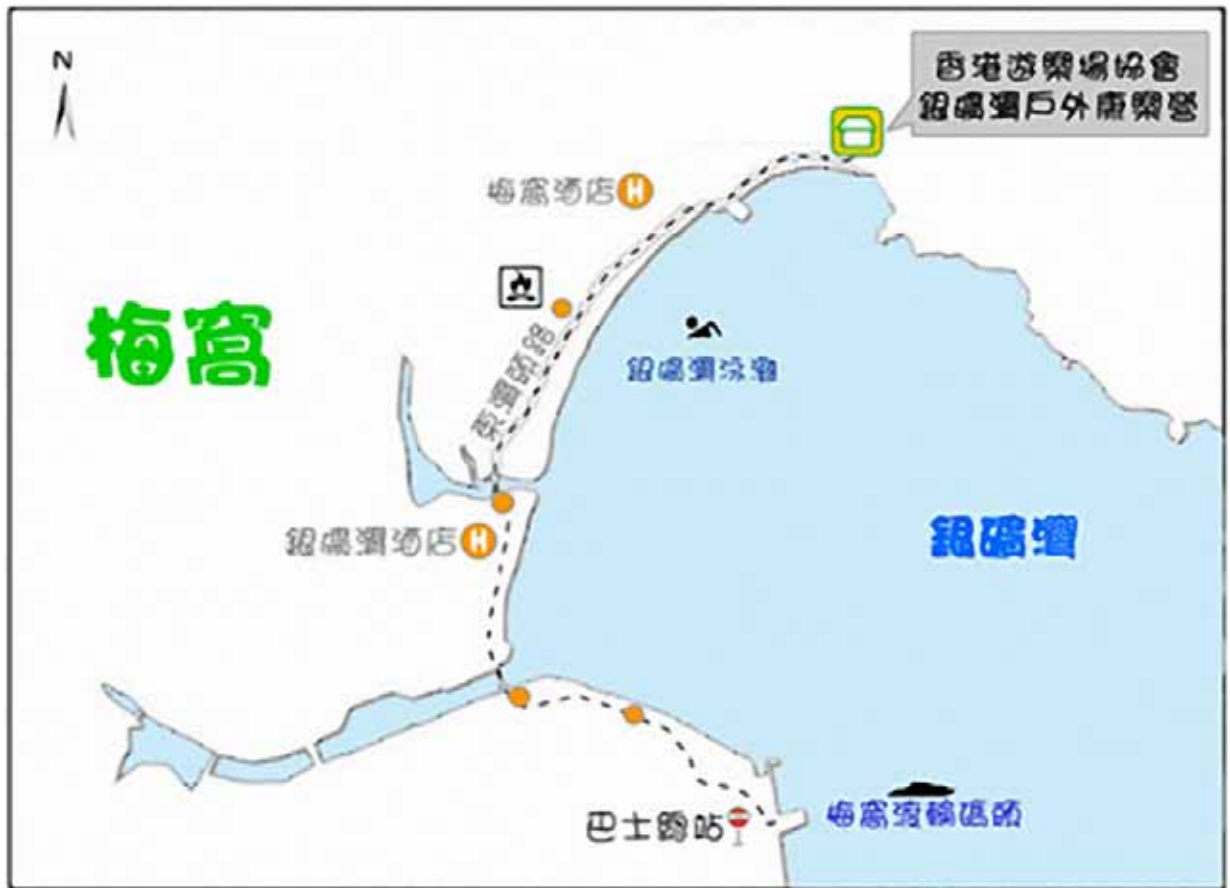 N
香港遊樂場協會
銀礦灣戶外康樂營
梅窩酒店 H
梅窩
東灣頭路
銀礦灣泳灘
銀礦灣
銀礦灣酒店 H
巴士總站
梅窩渡輪碼頭